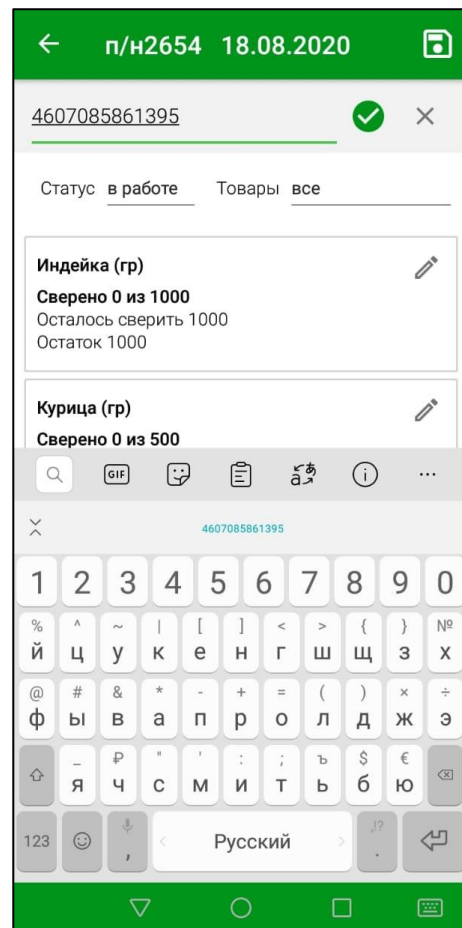 п/н2654 18.08.2020
4607085861395
Статус в работе Товары все
Индейка (гр)
Сверено 0 из 1000
Осталось сверить 1000
Остаток 1000
Курица (гр)
Сверено 0 из 500
GIF
4607085861395
1 2 3 4 5 6 7 8 9 0
% ^ ~ | [ ] < > { } №
й ц у к е н г ш щ з х
@ # & * - + = ( ) × ÷
ф ы в а п р о л д ж э
_ ₽ " ' : ; ъ $ €
я ч с м и т ь б ю
123 , Русский ,!? .